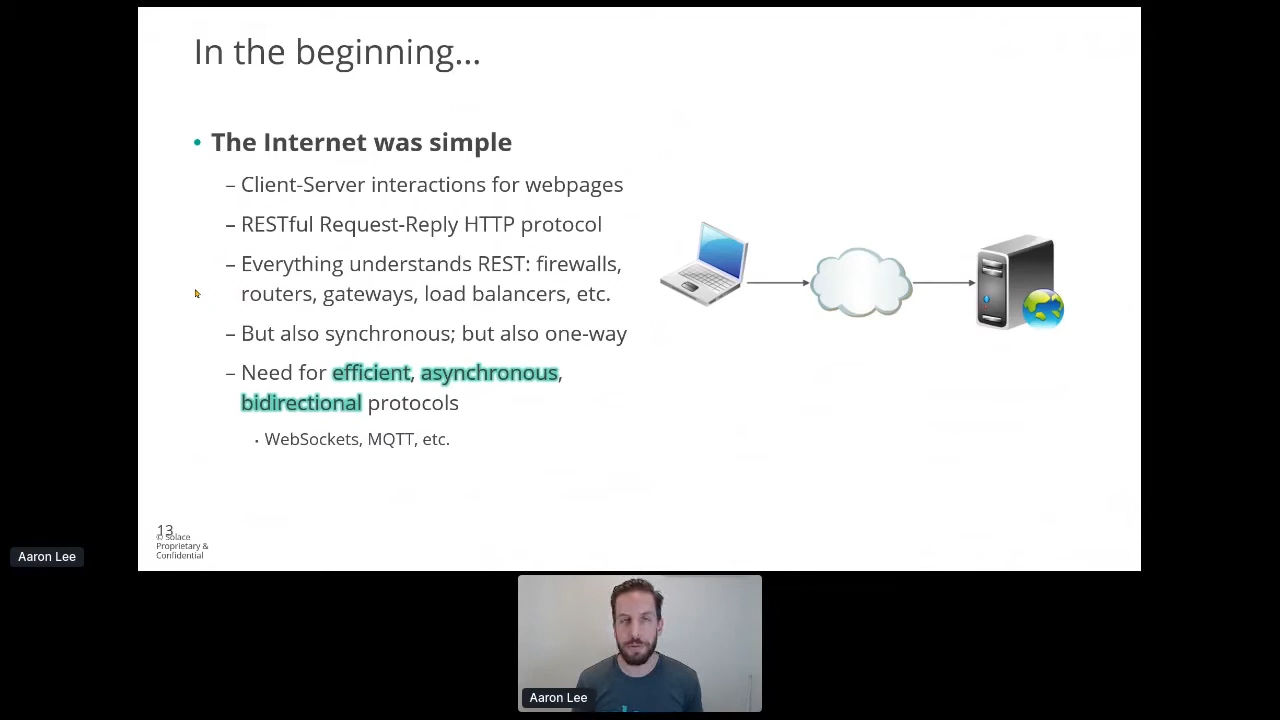 In the beginning...
• The Internet was simple
– Client-Server interactions for webpages
– RESTful Request-Reply HTTP protocol
– Everything understands REST: firewalls,
routers, gateways, load balancers, etc.
– But also synchronous; but also one-way
– Need for efficient, asynchronous,
bidirectional protocols
▪ WebSockets, MQTT, etc.
13
© Solace
Proprietary &
Confidential
Aaron Lee
Aaron Lee